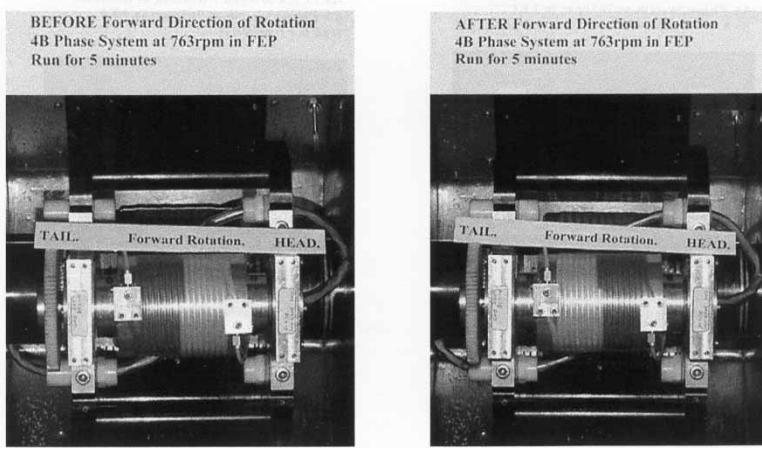 BEFORE Forward Direction of Rotation
4B Phase System at 763rpm in FEP
Run for 5 minutes
TAIL. Forward Rotation. HEAD.
AFTER Forward Direction of Rotation
4B Phase System at 763rpm in FEP
Run for 5 minutes
TAIL. Forward Rotation. HEAD.